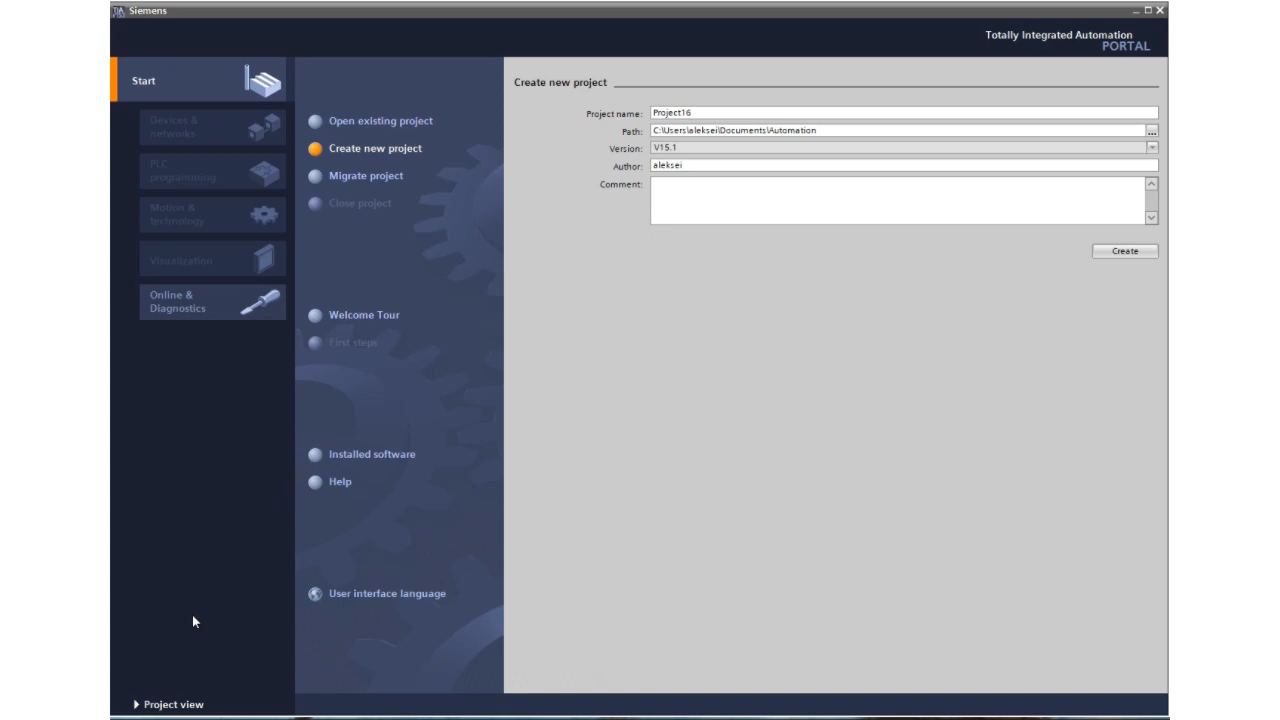 Siemens
Totally Integrated Automation
PORTAL
Start
Devices &
networks
PLC
programming
Motion &
technology
Visualization
Online &
Diagnostics
Open existing project
Create new project
Migrate project
Close project
Welcome Tour
First steps
Installed software
Help
User interface language
Create new project
Project name: Project16
Path: C:\Users\aleksei\Documents\Automation ...
Version: V15.1
Author: aleksei
Comment:
Create
Project view